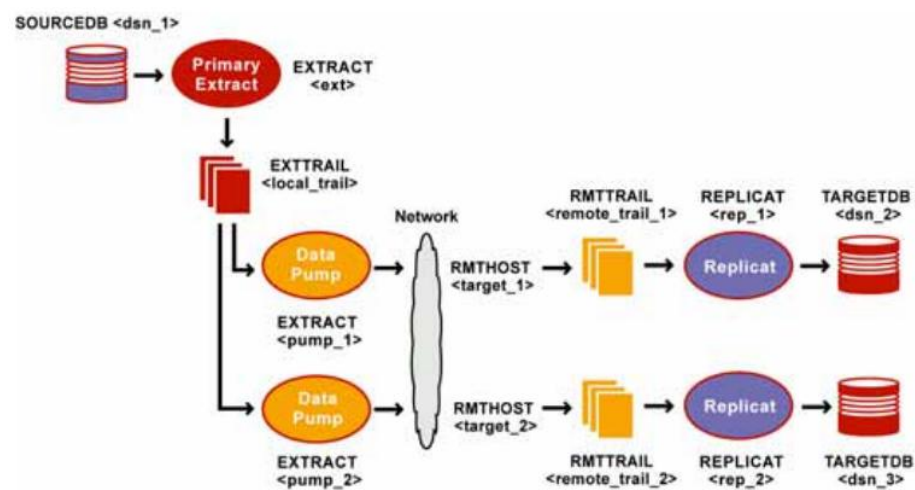 SOURCEDB <dsn_1>
Primary
Extract
EXTRACT
<ext>
EXTTRAIL
<local_trail>
Network
Data
Pump
EXTRACT
<pump_1>
RMTHOST
<target_1>
RMTTRAIL
<remote_trail_1>
REPLICAT
<rep_1>
Replicat
TARGETDB
<dsn_2>
Data
Pump
EXTRACT
<pump_2>
RMTHOST
<target_2>
RMTTRAIL
<remote_trail_2>
Replicat
REPLICAT
<rep_2>
TARGETDB
<dsn_3>